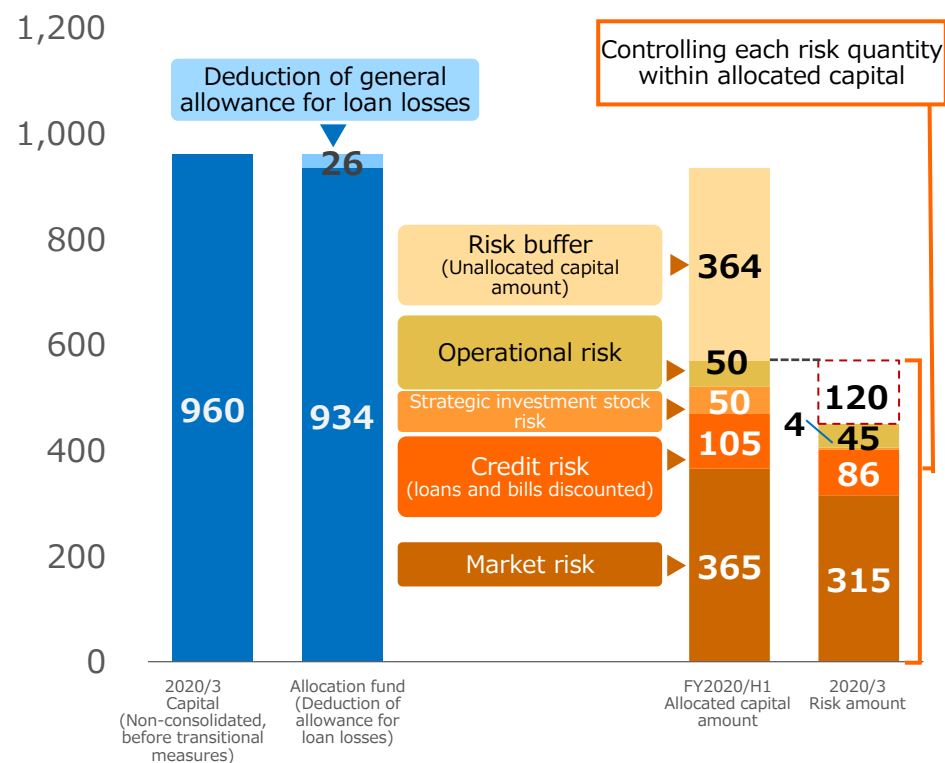 1,200
1,000
800
600
400
200
0
Deduction of general
allowance for loan losses
Controlling each risk quantity
within allocated capital
26
960
934
Risk buffer
(Unallocated capital
amount)
Operational risk
Strategic investment stock
risk
Credit risk
(loans and bills discounted)
Market risk
364
50
50
105
365
120
4
45
86
315
2020/3
Capital
(Non-consolidated,
before transitional
measures)
Allocation fund
(Deduction of
allowance for
loan losses)
FY2020/H1
Allocated capital
amount
2020/3
Risk amount